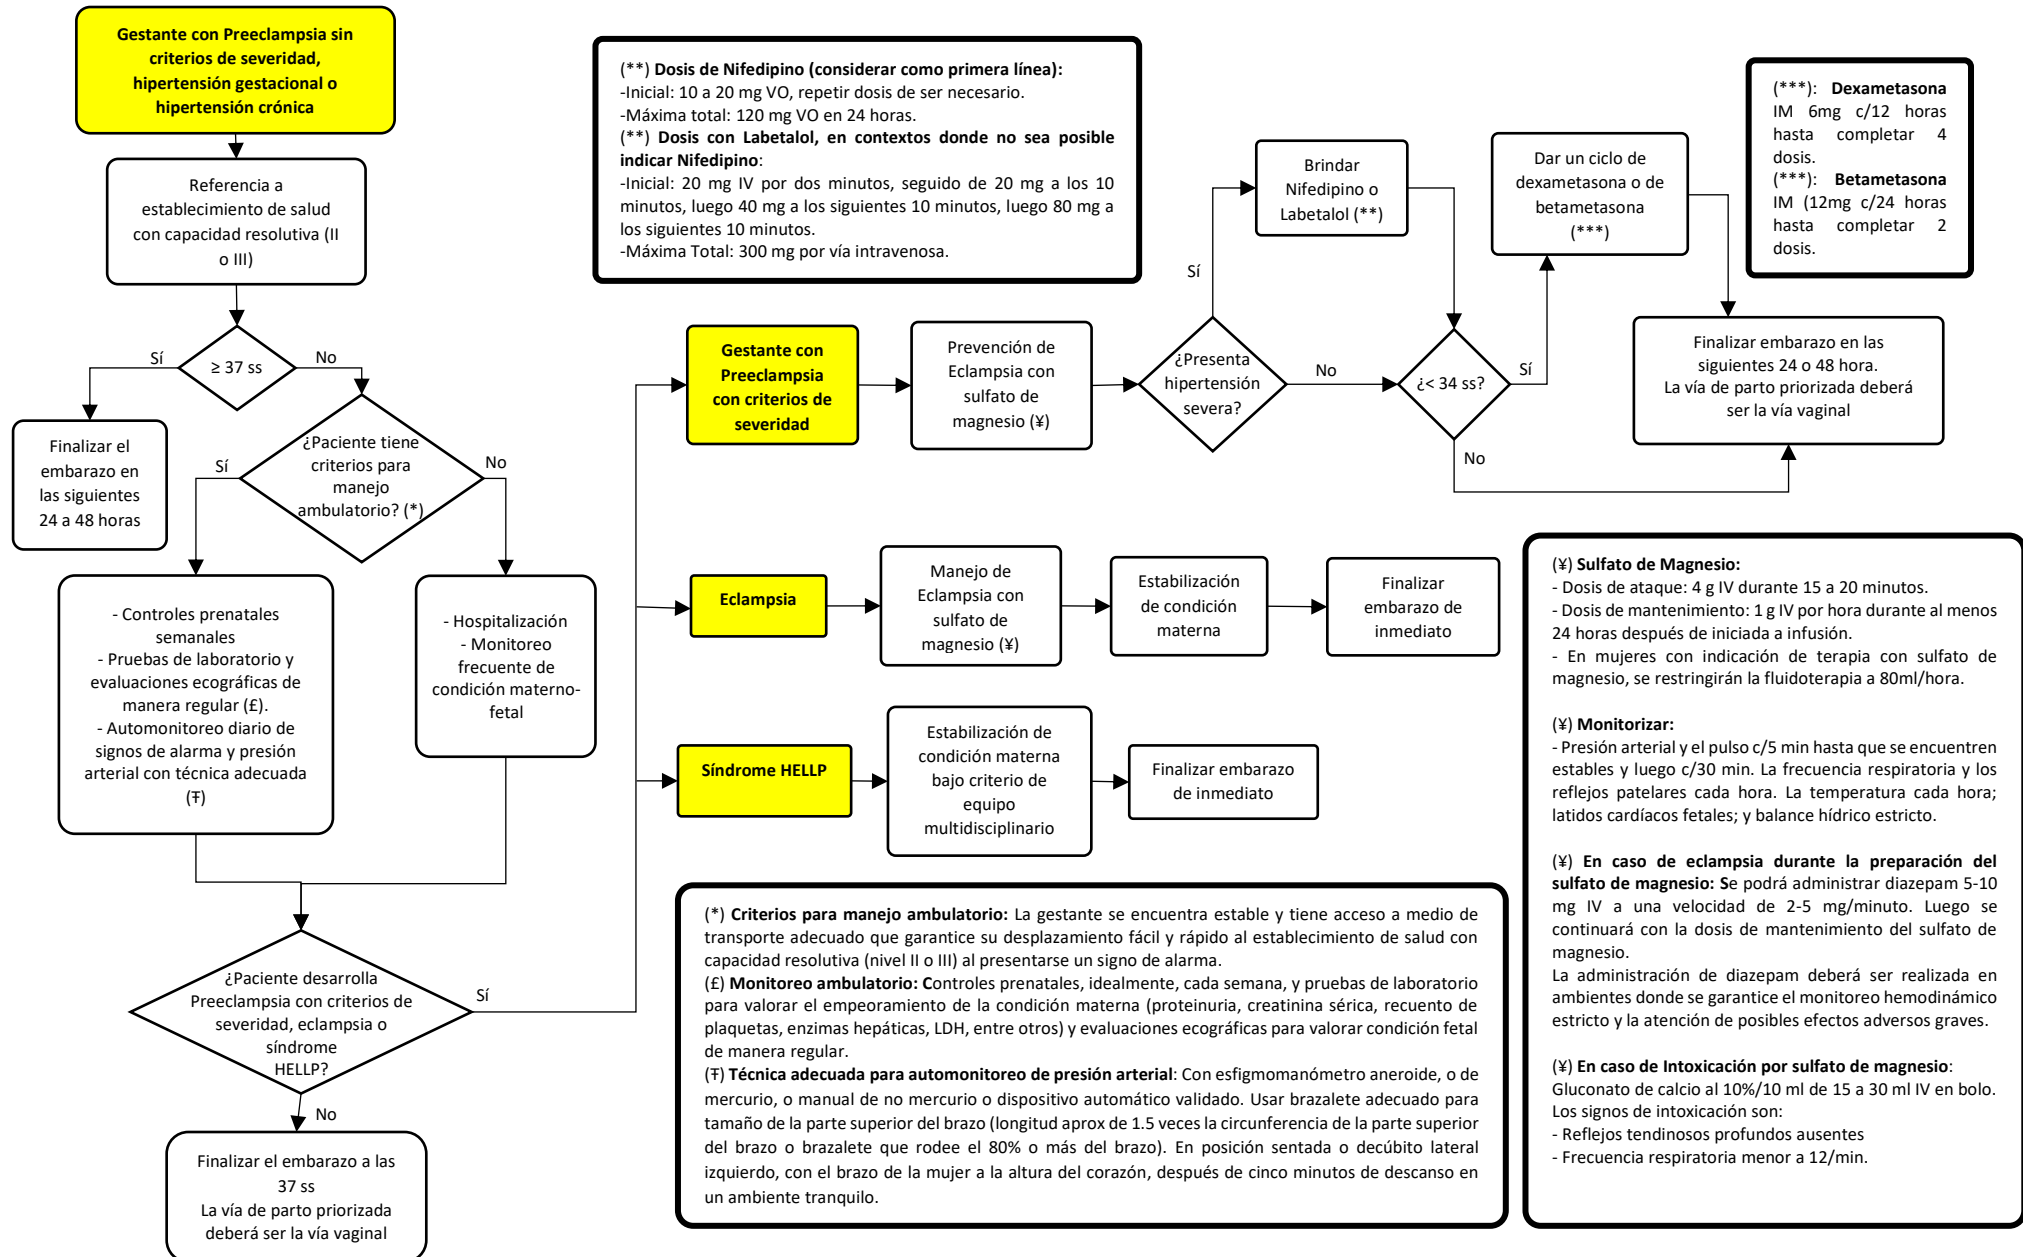 Gestante con Preeclampsia sin
criterios de severidad,
hipertensión gestacional o
hipertensión crónica
Referencia a
establecimiento de salud
con capacidad resolutiva (II
o III)
≥ 37 ss
Sí
No
Finalizar el
embarazo en
las siguientes
24 a 48 horas
¿Paciente tiene
criterios para
manejo
ambulatorio? (*)
Sí
No
- Controles prenatales
semanales
- Pruebas de laboratorio y
evaluaciones ecográficas de
manera regular (£).
- Automonitoreo diario de
signos de alarma y presión
arterial con técnica adecuada
(Ŧ)
- Hospitalización
- Monitoreo
frecuente de
condición materno-
fetal
¿Paciente desarrolla
Preeclampsia con criterios de
severidad, eclampsia o
síndrome
HELLP?
Sí
No
Finalizar el embarazo a las
37 ss
La vía de parto priorizada
deberá ser la vía vaginal
(**) Dosis de Nifedipino (considerar como primera línea):
-Inicial: 10 a 20 mg VO, repetir dosis de ser necesario.
-Máxima total: 120 mg VO en 24 horas.
(**) Dosis con Labetalol, en contextos donde no sea posible
indicar Nifedipino:
-Inicial: 20 mg IV por dos minutos, seguido de 20 mg a los 10
minutos, luego 40 mg a los siguientes 10 minutos, luego 80 mg a
los siguientes 10 minutos.
-Máxima Total: 300 mg por vía intravenosa.
Gestante con
Preeclampsia
con criterios de
severidad
Prevención de
Eclampsia con
sulfato de
magnesio (¥)
¿Presenta
hipertensión
severa?
Sí
No
Brindar
Nifedipino o
Labetalol (**)
¿< 34 ss?
Sí
No
Dar un ciclo de
dexametasona o de
betametasona
(***)
(***): Dexametasona
IM 6mg c/12 horas
hasta completar 4
dosis.
(***): Betametasona
IM (12mg c/24 horas
hasta completar 2
dosis.
Finalizar embarazo en las
siguientes 24 o 48 hora.
La vía de parto priorizada deberá
ser la vía vaginal
Eclampsia
Manejo de
Eclampsia con
sulfato de
magnesio (¥)
Estabilización
de condición
materna
Finalizar
embarazo de
inmediato
Síndrome HELLP
Estabilización de
condición materna
bajo criterio de
equipo
multidisciplinario
Finalizar embarazo
de inmediato
(*) Criterios para manejo ambulatorio: La gestante se encuentra estable y tiene acceso a medio de
transporte adecuado que garantice su desplazamiento fácil y rápido al establecimiento de salud con
capacidad resolutiva (nivel II o III) al presentarse un signo de alarma.
(£) Monitoreo ambulatorio: Controles prenatales, idealmente, cada semana, y pruebas de laboratorio
para valorar el empeoramiento de la condición materna (proteinuria, creatinina sérica, recuento de
plaquetas, enzimas hepáticas, LDH, entre otros) y evaluaciones ecográficas para valorar condición fetal
de manera regular.
(Ŧ) Técnica adecuada para automonitoreo de presión arterial: Con esfigmomanómetro aneroide, o de
mercurio, o manual de no mercurio o dispositivo automático validado. Usar brazalete adecuado para
tamaño de la parte superior del brazo (longitud aprox de 1.5 veces la circunferencia de la parte superior
del brazo o brazalete que rodee el 80% o más del brazo). En posición sentada o decúbito lateral
izquierdo, con el brazo de la mujer a la altura del corazón, después de cinco minutos de descanso en
un ambiente tranquilo.
(¥) Sulfato de Magnesio:
- Dosis de ataque: 4 g IV durante 15 a 20 minutos.
- Dosis de mantenimiento: 1 g IV por hora durante al menos
24 horas después de iniciada a infusión.
- En mujeres con indicación de terapia con sulfato de
magnesio, se restringirán la fluidoterapia a 80ml/hora.
(¥) Monitorizar:
- Presión arterial y el pulso c/5 min hasta que se encuentren
estables y luego c/30 min. La frecuencia respiratoria y los
reflejos patelares cada hora. La temperatura cada hora;
latidos cardíacos fetales; y balance hídrico estricto.
(¥) En caso de eclampsia durante la preparación del
sulfato de magnesio: Se podrá administrar diazepam 5-10
mg IV a una velocidad de 2-5 mg/minuto. Luego se
continuará con la dosis de mantenimiento del sulfato de
magnesio.
La administración de diazepam deberá ser realizada en
ambientes donde se garantice el monitoreo hemodinámico
estricto y la atención de posibles efectos adversos graves.
(¥) En caso de Intoxicación por sulfato de magnesio:
Gluconato de calcio al 10%/10 ml de 15 a 30 ml IV en bolo.
Los signos de intoxicación son:
- Reflejos tendinosos profundos ausentes
- Frecuencia respiratoria menor a 12/min.